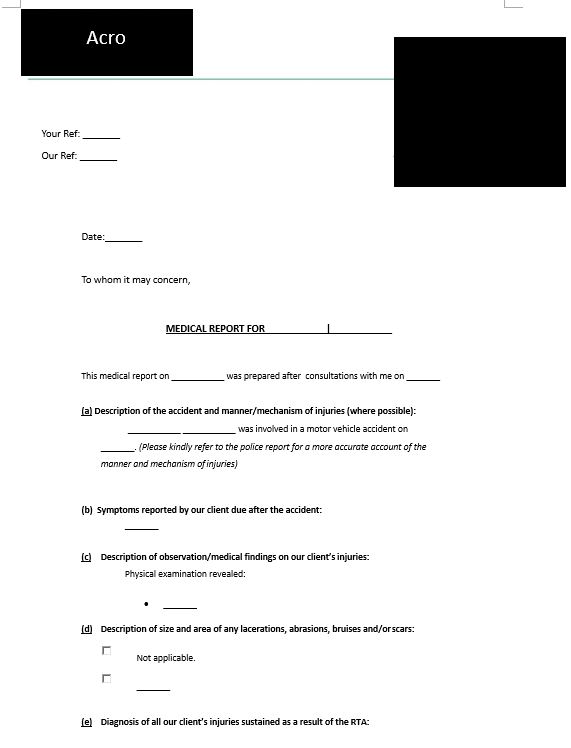 Acro
Your Ref: _______
Our Ref: _______
Date:_______
To whom it may concern,
MEDICAL REPORT FOR ____________|____________
This medical report on __________ was prepared after consultations with me on ______
(a) Description of the accident and manner/mechanism of injuries (where possible):
__________ __________ was involved in a motor vehicle accident on
______. (Please kindly refer to the police report for a more accurate account of the
manner and mechanism of injuries)
(b) Symptoms reported by our client due after the accident:
______
(c) Description of observation/medical findings on our client's injuries:
Physical examination revealed:
• ______
(d) Description of size and area of any lacerations, abrasions, bruises and/or scars:
☐ Not applicable.
☐ ______
(e) Diagnosis of all our client's injuries sustained as a result of the RTA: